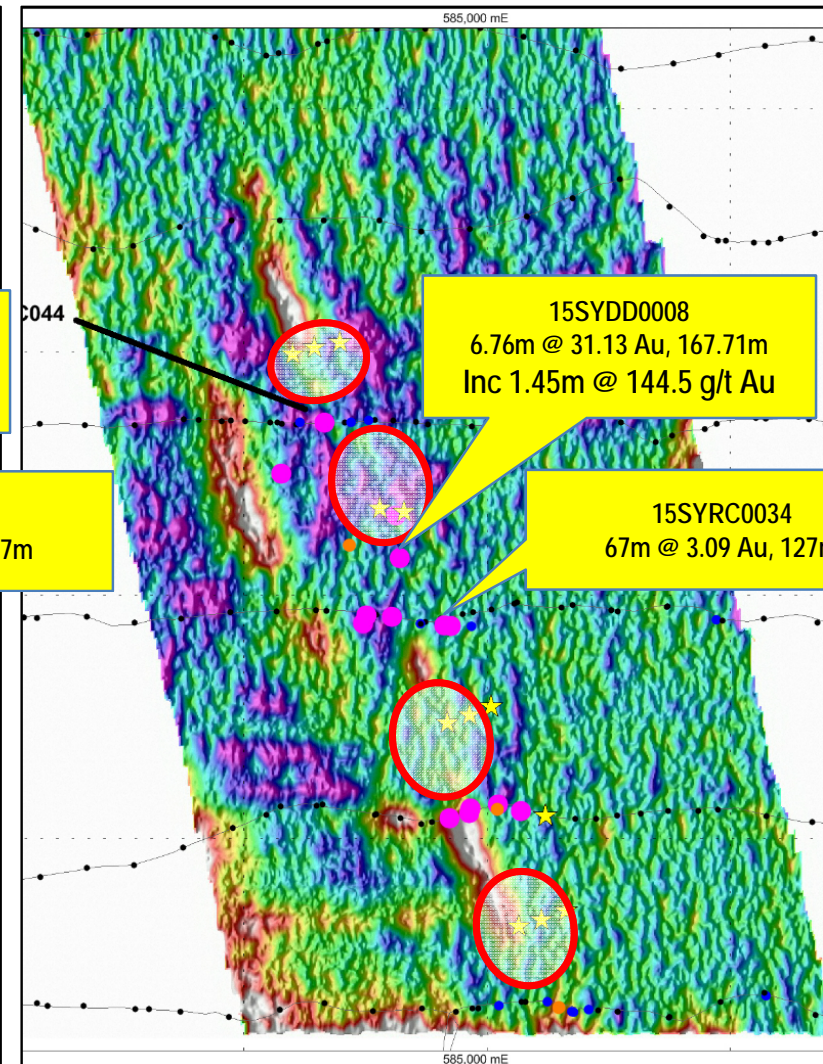 585,000 mE
C044
15SYDD0008
6.76m @ 31.13 Au, 167.71m
Inc 1.45m @ 144.5 g/t Au
15SYRC0034
67m @ 3.09 Au, 127m
7m
585,000 mE